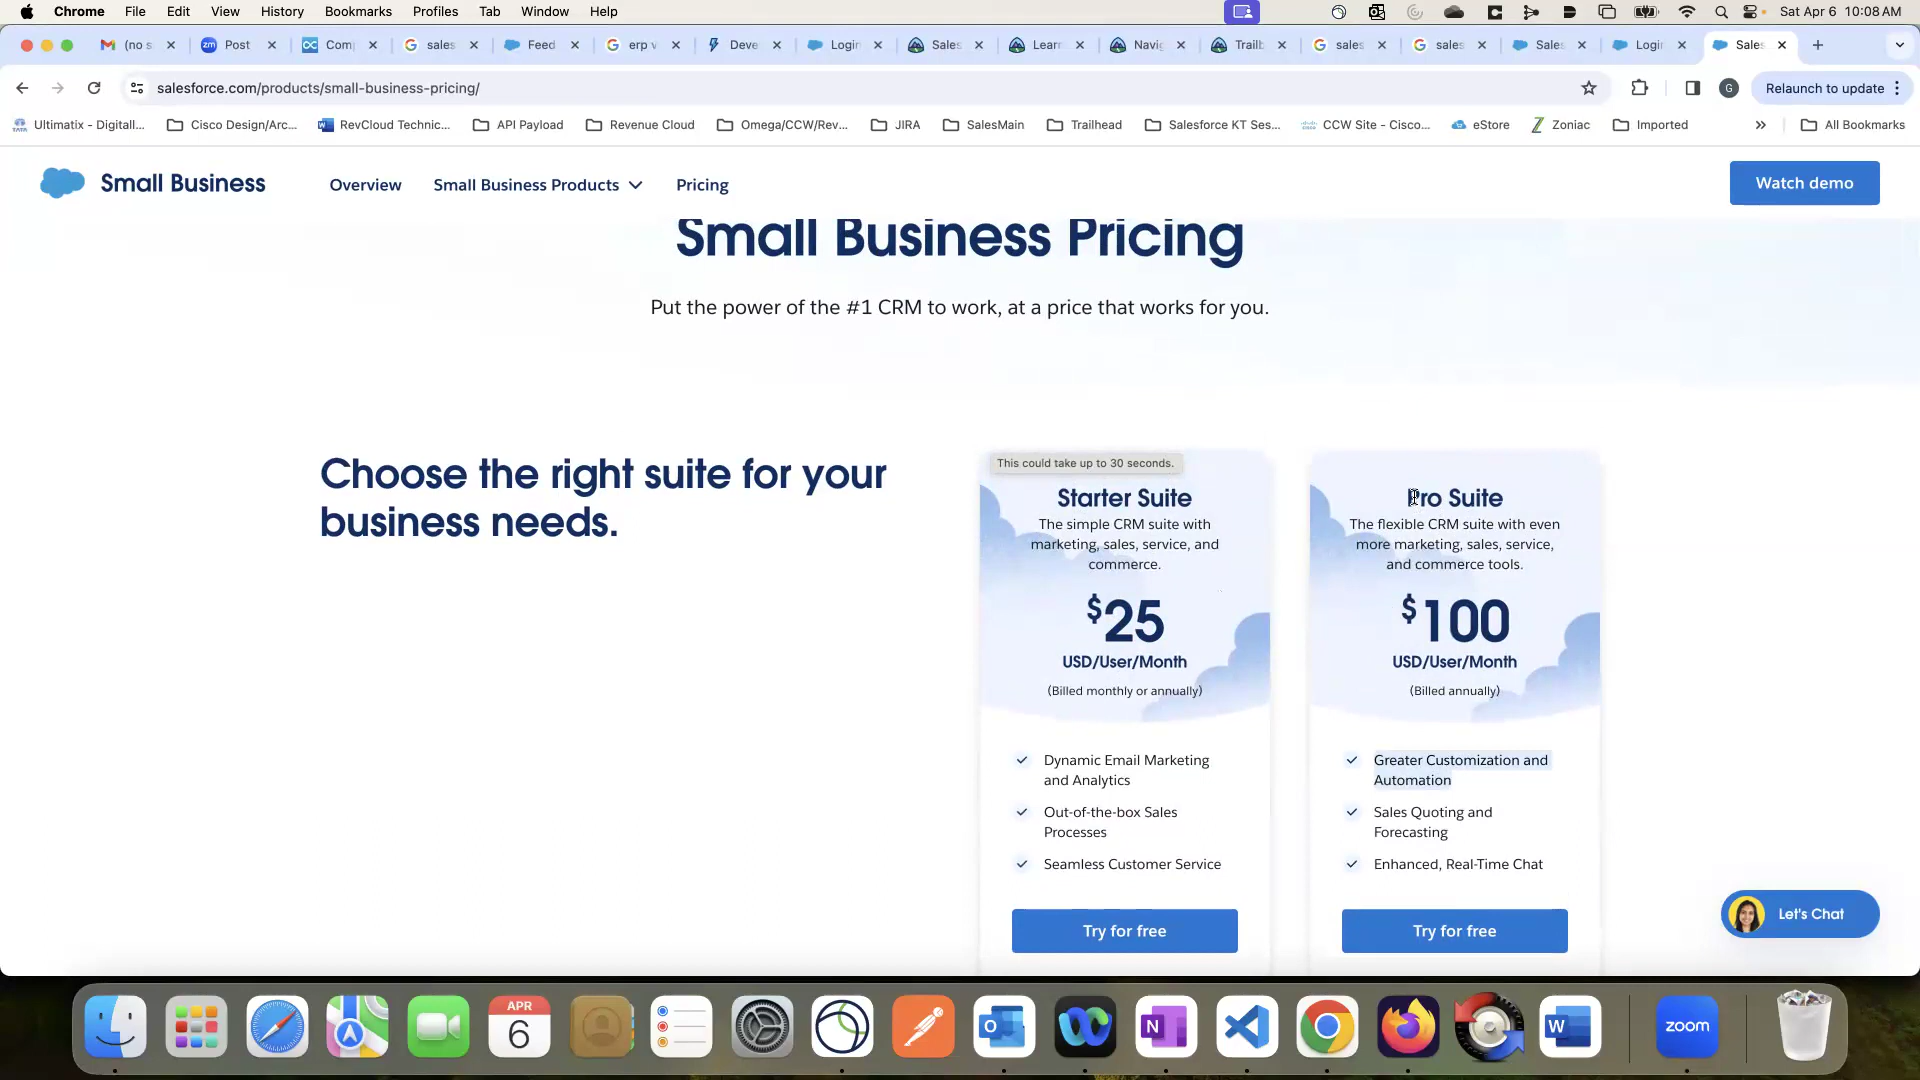 Chrome File Edit View History Bookmarks Profiles Tab Window Help Sat Apr 6 10:08 AM
(no s Post Com sales Feed erp v Deve Login Sales Learn Navig Trailb sales sales Sales Login Sales
salesforce.com/products/small-business-pricing/ G Relaunch to update
Ultimatix - Digitall... Cisco Design/Arc... RevCloud Technic... API Payload Revenue Cloud Omega/CCW/Rev... JIRA SalesMain Trailhead Salesforce KT Ses... CCW Site - Cisco... eStore Zoniac Imported All Bookmarks
Small Business Overview Small Business Products Pricing Watch demo
Small Business Pricing
Put the power of the #1 CRM to work, at a price that works for you.
Choose the right suite for your
business needs.
This could take up to 30 seconds.
Starter Suite
The simple CRM suite with
marketing, sales, service, and
commerce.
$25
USD/User/Month
(Billed monthly or annually)
Dynamic Email Marketing
and Analytics
Out-of-the-box Sales
Processes
Seamless Customer Service
Try for free
Pro Suite
The flexible CRM suite with even
more marketing, sales, service,
and commerce tools.
$100
USD/User/Month
(Billed annually)
Greater Customization and
Automation
Sales Quoting and
Forecasting
Enhanced, Real-Time Chat
Try for free
Let's Chat
APR
6
zoom